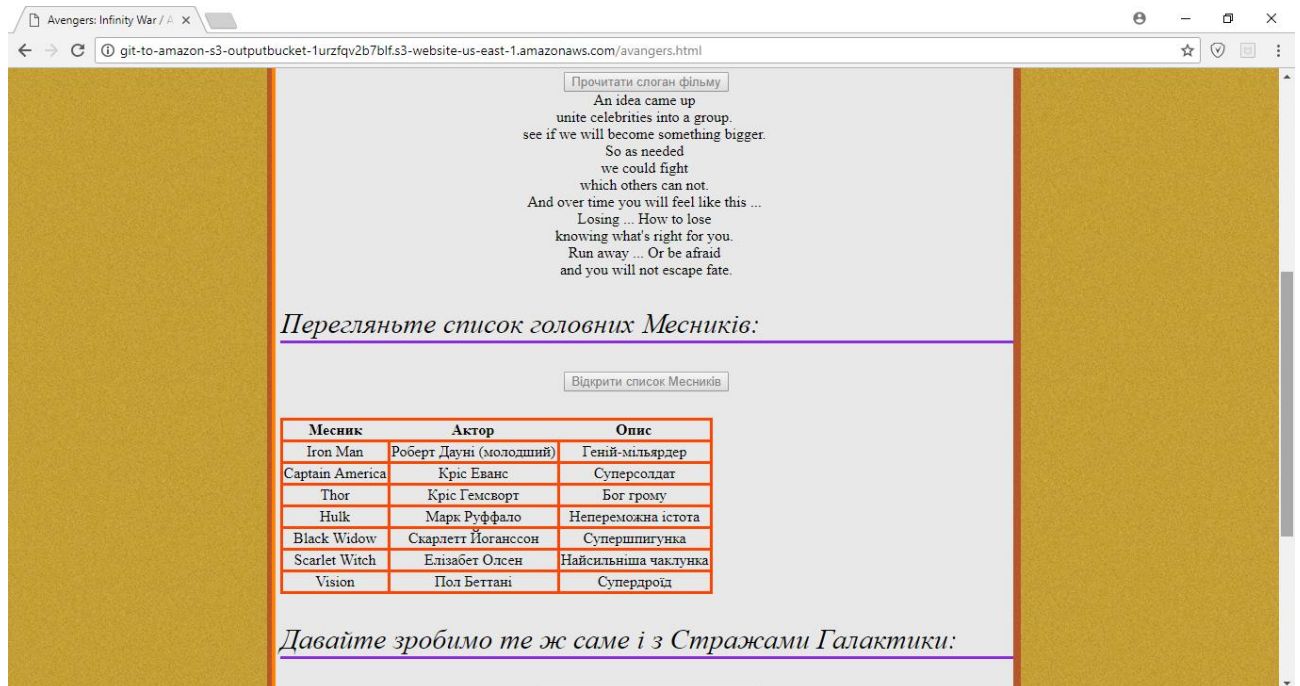 Avengers: Infinity War / A
git-to-amazon-s3-outputbucket-1urzfqv2b7blf.s3-website-us-east-1.amazonaws.com/avangers.html
Прочитати слоган фільму
An idea came up
unite celebrities into a group.
see if we will become something bigger.
So as needed
we could fight
which others can not.
And over time you will feel like this ...
Losing ... How to lose
knowing what's right for you.
Run away ... Or be afraid
and you will not escape fate.
Перегляньте список головних Месників:
Відкрити список Месників
Месник Актор Опис
Iron Man Роберт Дауні (молодший) Геній-мільярдер
Captain America Кріс Еванс Суперсолдат
Thor Кріс Гемсворт Бог грому
Hulk Марк Руффало Непереможна істота
Black Widow Скарлетт Йоганссон Супершпигунка
Scarlet Witch Елізабет Олсен Найсильніша чаклунка
Vision Пол Беттані Супердроїд
Давайте зробимо те ж саме і з Стражами Галактики: